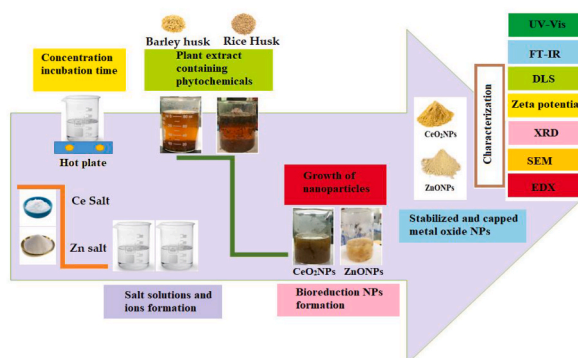 Barley husk
Rice Husk
Concentration
incubation time
Plant extract
containing
phytochemicals
Hot plate
Ce Salt
Zn salt
Salt solutions and
ions formation
Growth of
nanoparticles
CeO₂NPs
ZnONPs
Bioreduction NPs
formation
CeO₂NPs
ZnONPs
Stabilized and capped
metal oxide NPs
Characterization
UV-Vis
FT-IR
DLS
Zeta potential
XRD
SEM
EDX